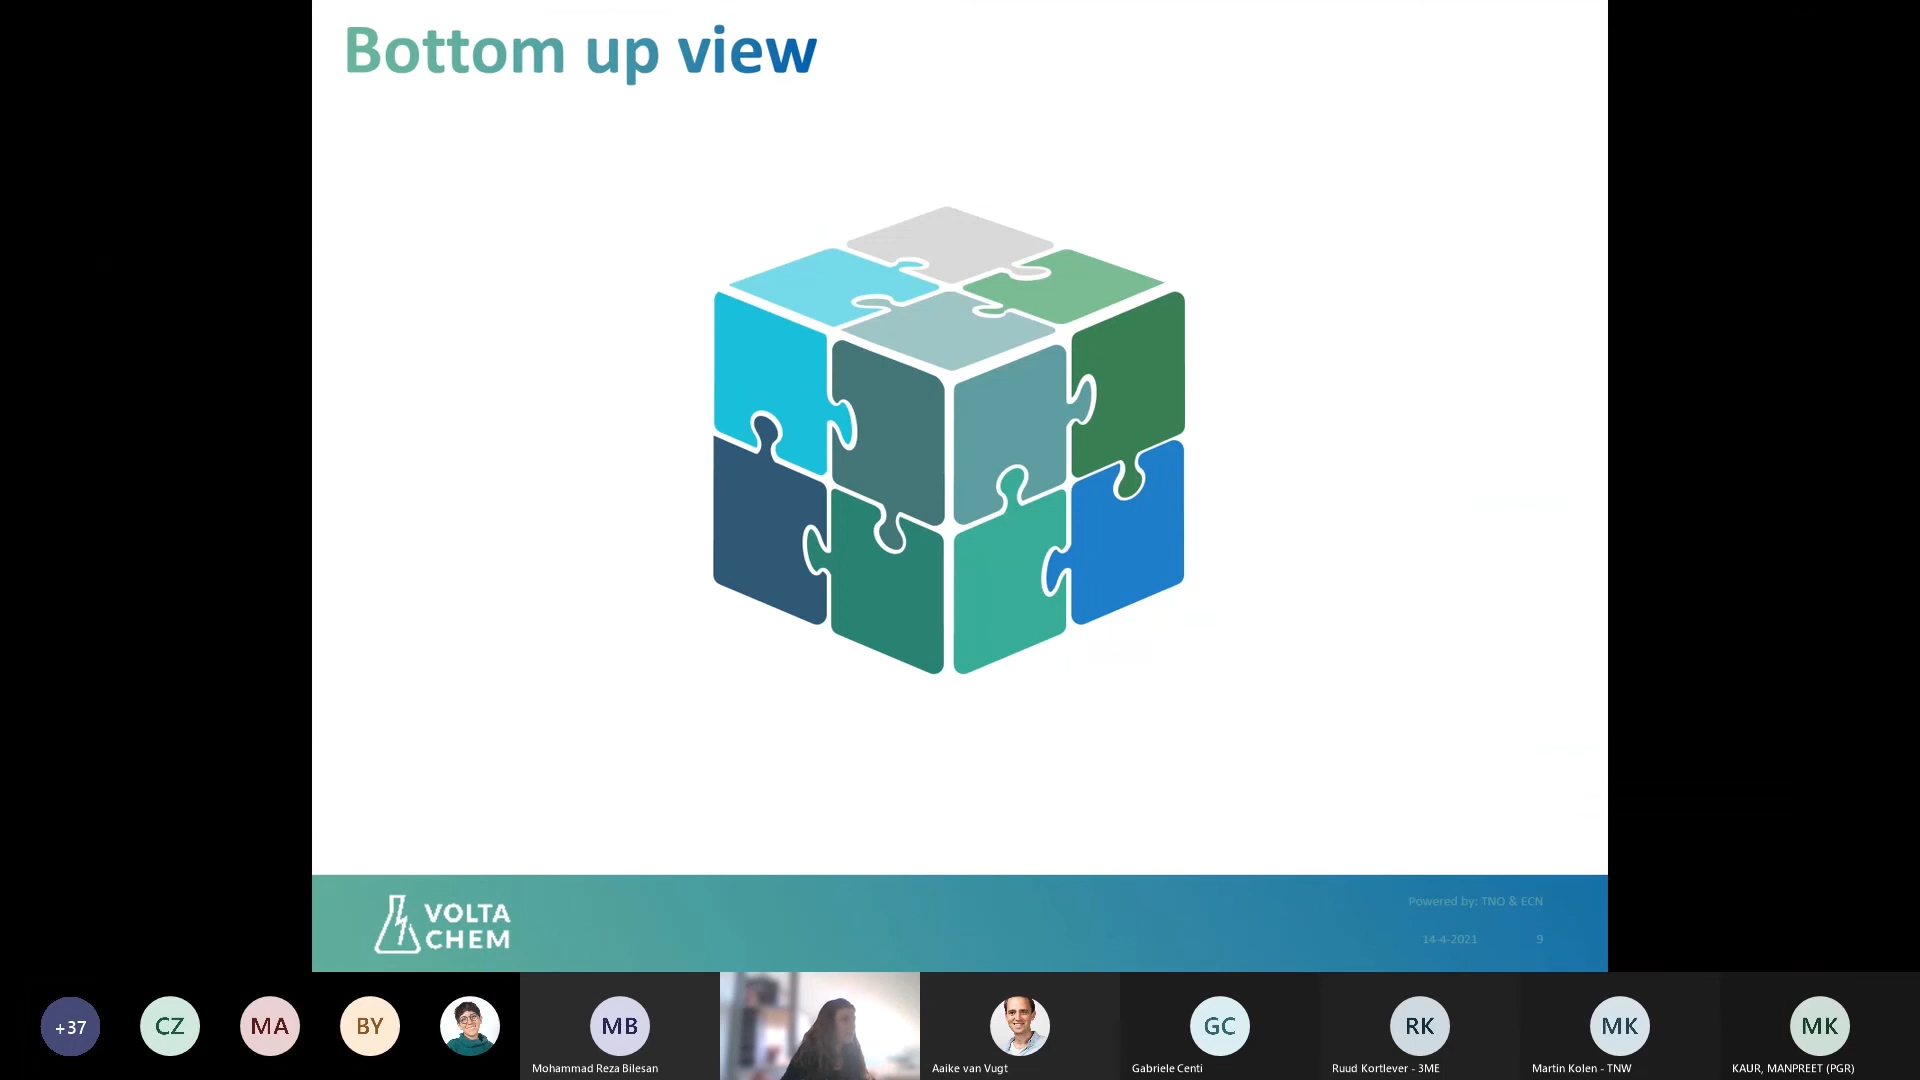 Bottom up view
VOLTA
CHEM
Powered by: TNO & ECN
14-4-2021
9
+37
CZ
MA
BY
MB
GC
RK
MK
MK
Mohammad Reza Bilesan
Aaike van Vugt
Gabriele Centi
Ruud Kortlever - 3ME
Martin Kolen - TNW
KAUR, MANPREET (PGR)